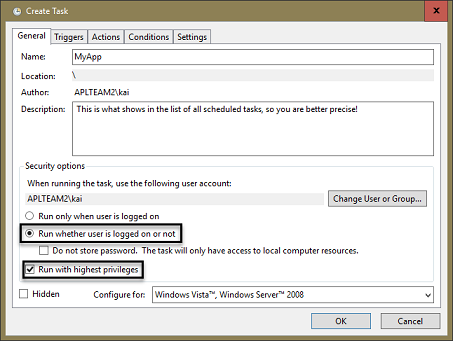 Create Task
General Triggers Actions Conditions Settings
Name: MyApp
Location: \
Author: APLTEAM2\kai
Description: This is what shows in the list of all scheduled tasks, so you are better precise!
Security options
When running the task, use the following user account:
APLTEAM2\kai Change User or Group...
Run only when user is logged on
Run whether user is logged on or not
Do not store password. The task will only have access to local computer resources.
Run with highest privileges
Hidden Configure for: Windows Vista™, Windows Server™ 2008
OK Cancel